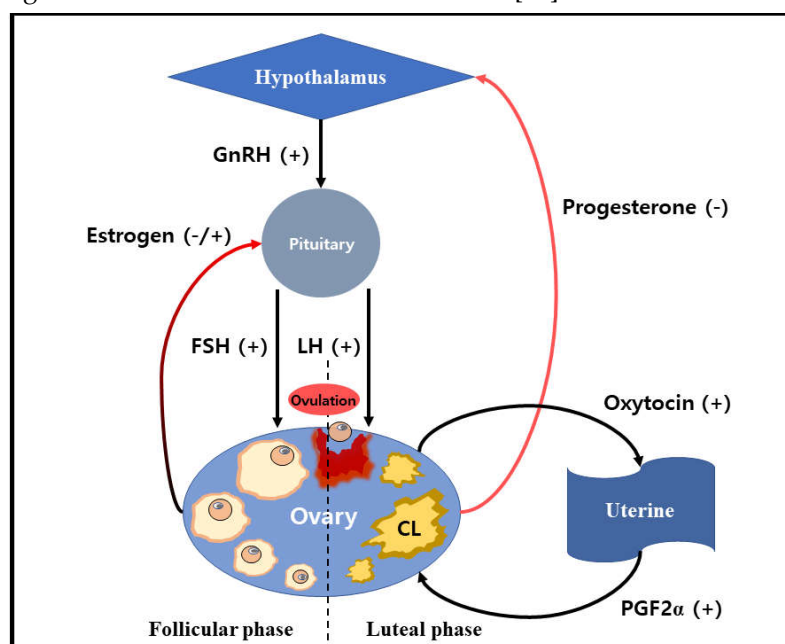 Hypothalamus
GnRH (+)
Progesterone (-)
Estrogen (-/+)
Pituitary
FSH (+)
LH (+)
Ovulation
Oxytocin (+)
Ovary
CL
Uterine
PGF2α (+)
Follicular phase
Luteal phase